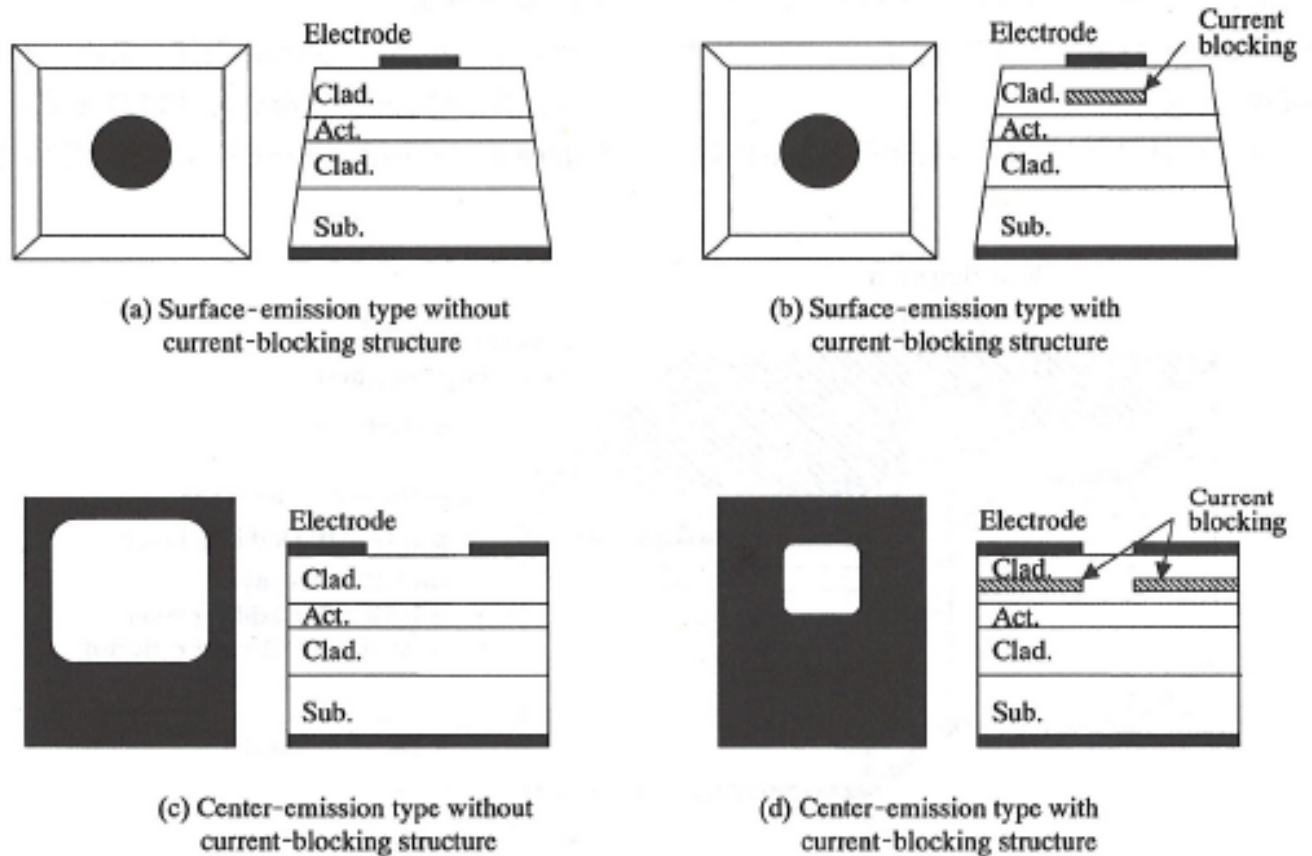 Electrode
Clad.
Act.
Clad.
Sub.
(a) Surface-emission type without
current-blocking structure
Electrode
Current
blocking
Clad.
Act.
Clad.
Sub.
(b) Surface-emission type with
current-blocking structure
Electrode
Clad.
Act.
Clad.
Sub.
(c) Center-emission type without
current-blocking structure
Electrode
Current
blocking
Clad.
Act.
Clad.
Sub.
(d) Center-emission type with
current-blocking structure